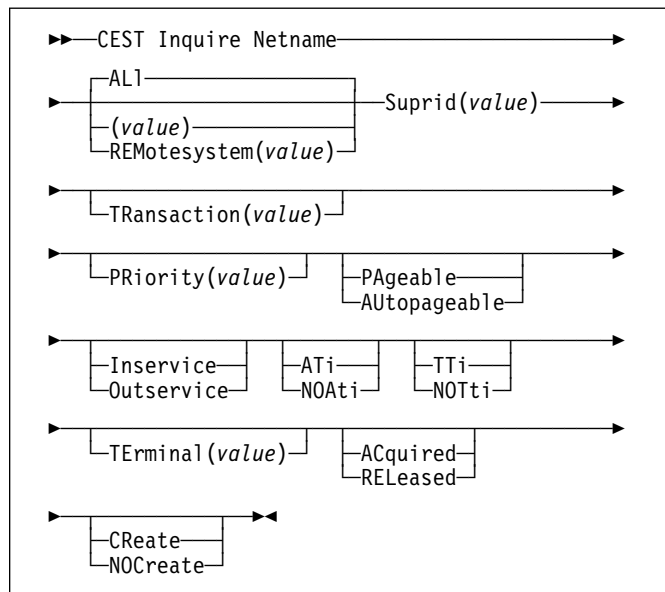 CEST Inquire Netname
ALl
(value)
REMotesystem(value)
Suprid(value)
TRansaction(value)
PRiority(value)
PAgeable
AUtopageable
Inservice
Outservice
ATi
NOAti
TTi
NOTti
TErminal(value)
ACquired
RELeased
CReate
NOCreate